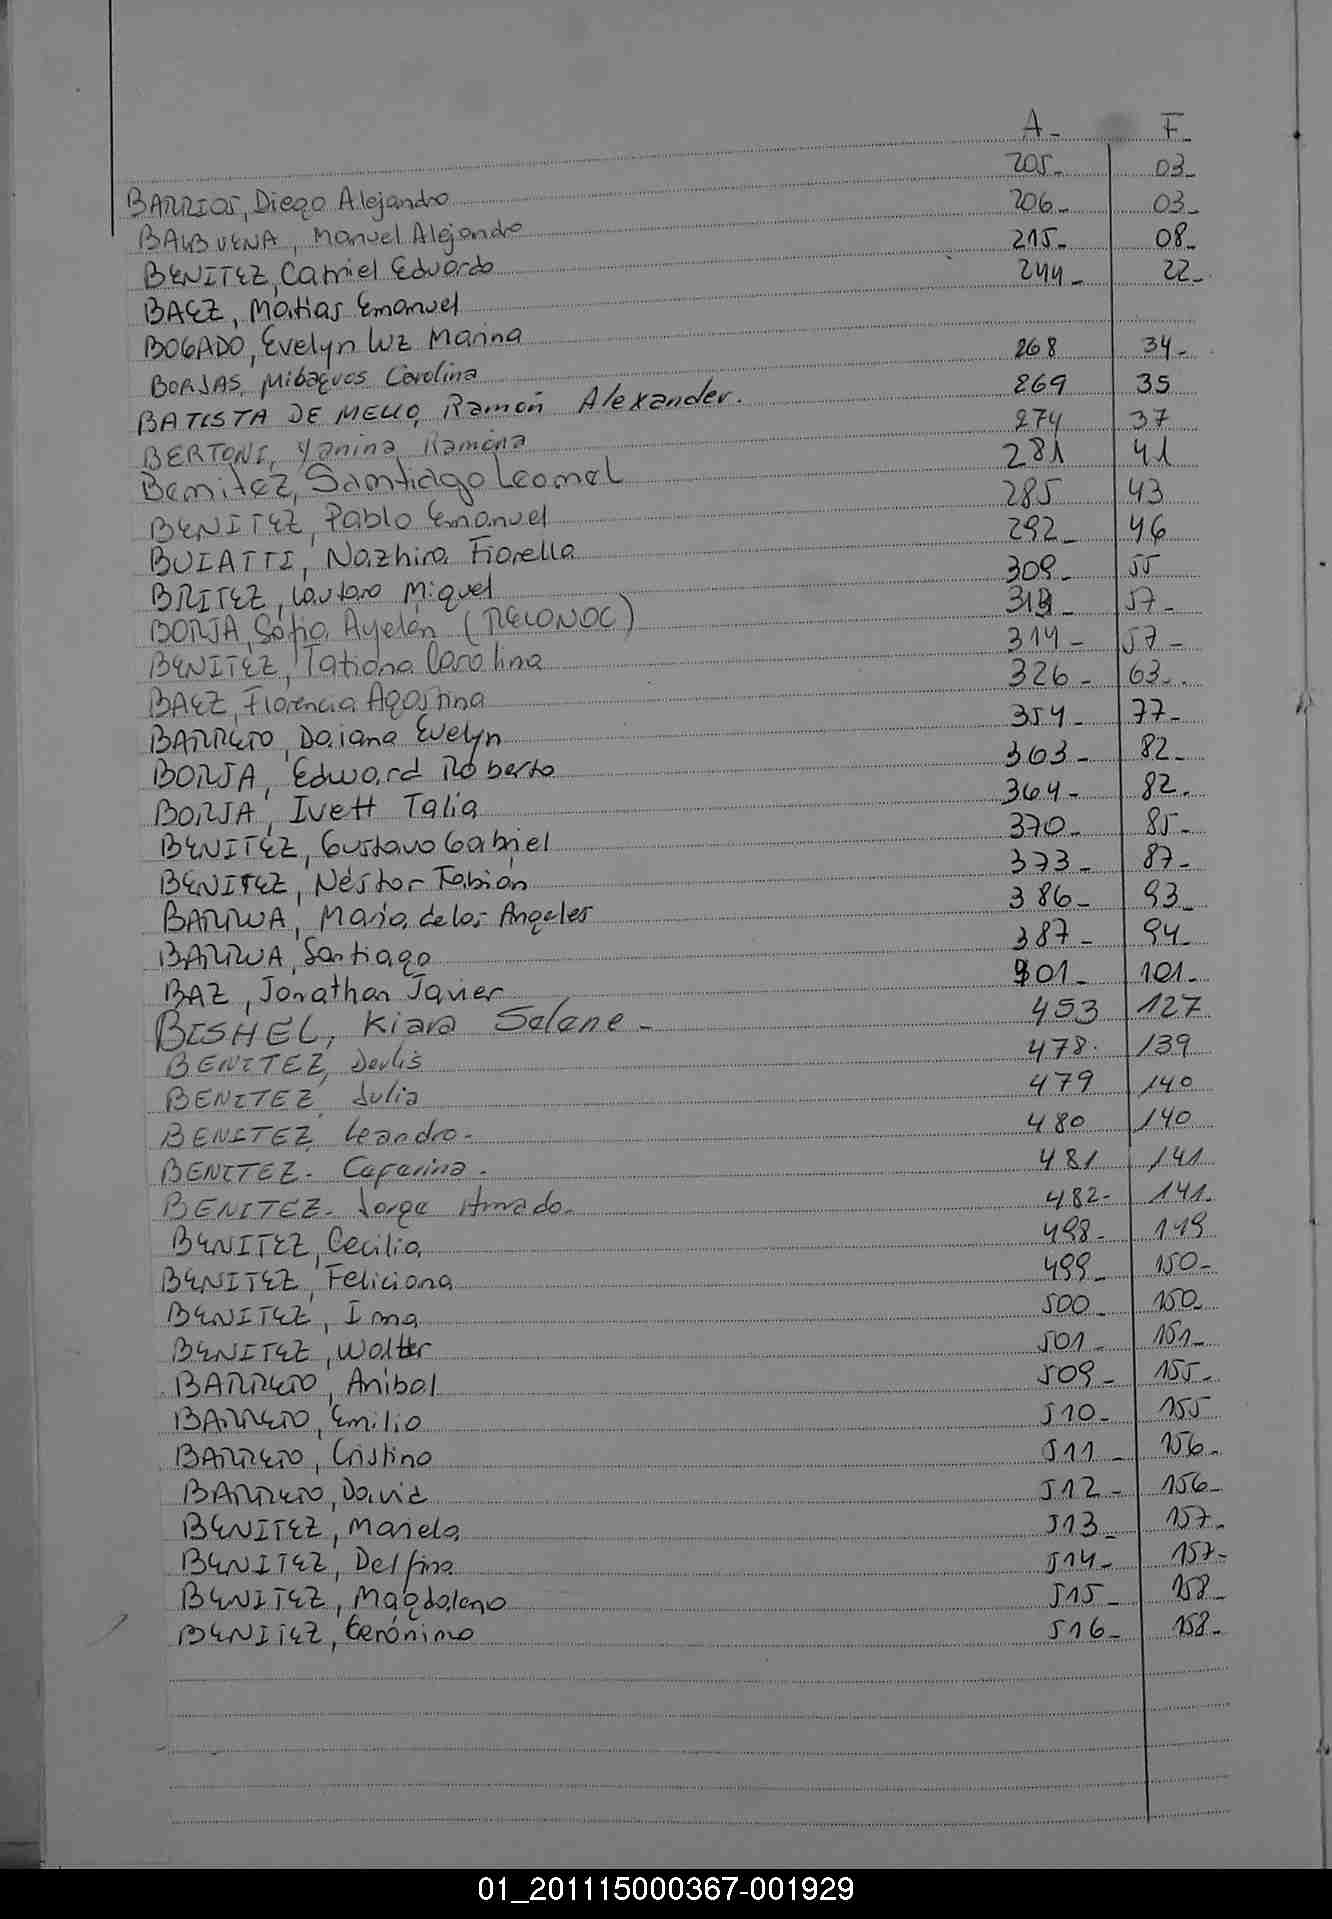 A- F-
BARRIOS, Diego Alejandro 205- 03-
BALBUENA, Manuel Alejandro 206- 03-
BENITEZ, Gabriel Eduardo 215- 08-
BAEZ, Matias Emanuel 244- 22-
BOGADO, Evelyn Luz Marina
BORJAS, Carolina 268 34-
BATISTA DE MELLO, Ramón Alexander. 269 35
BERTONI, Yanina Ramona 274 37
Benitez, Santiago Leonel 281 41
BENITEZ, Pablo Emanuel 285 43
BUIATTI, Nazhira Fiorella 292- 46
BRITEZ, Lautaro Miguel 309- 55
BORJA, Sofia Ayelén (RECONOC) 313- 57-
BENITEZ, Tatiana Carolina 314- 57-
BAEZ, Florencia Agostina 326- 63-
BARRETO, Daiana Evelyn 354- 77-
BORJA, Edward Roberto 363- 82-
BORJA, Ivett Talia 364- 82-
BENITEZ, Gustavo Gabriel 370- 85-
BENITEZ, Néstor Fabián 373- 87-
BARRUA, Maria de los Angeles 386- 93-
BARRUA, Santiago 387- 94-
BAZ, Jonathan Javier 401- 101-
BISHEL, Kiara Selene - 453 127
BENITEZ, Derlis 478- 139
BENITEZ, Julia 479 140
BENITEZ, Leandro- 480 140
BENITEZ- Ceferina- 481 141
BENITEZ- Jorge Amado- 482- 141-
BENITEZ, Cecilia 498- 149
BENITEZ, Feliciana 499- 150-
BENITEZ, Irma 500- 150-
BENITEZ, Walter 501- 151-
BARRETO, Anibal 509- 155-
BARRETO, Emilio 510- 155
BARRETO, Cristino 511- 156-
BARRETO, David 512- 156-
BENITEZ, Mariela 513- 157-
BENITEZ, Delfina 514- 157-
BENITEZ, Magdalena 515- 158-
BENITEZ, Gerónimo 516- 158-
01_201115000367-001929